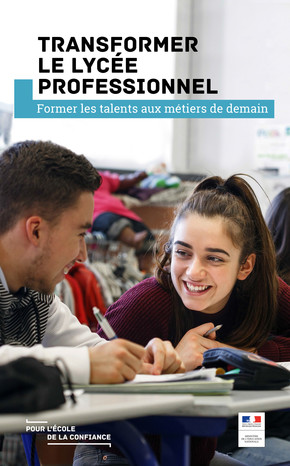 TRANSFORMER
LE LYCÉE
PROFESSIONNEL
Former les talents aux métiers de demain
POUR L'ÉCOLE
DE LA CONFIANCE